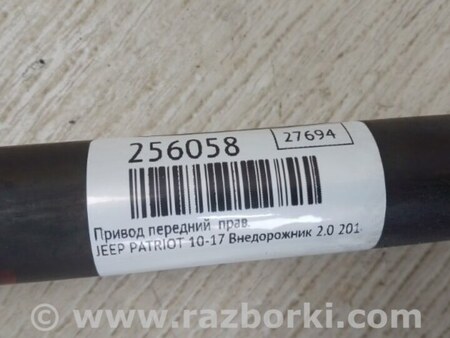 256058
27694
Привод передний прав.
JEEP PATRIOT 10-17 Внедорожник 2.0 201
www.razborki.com